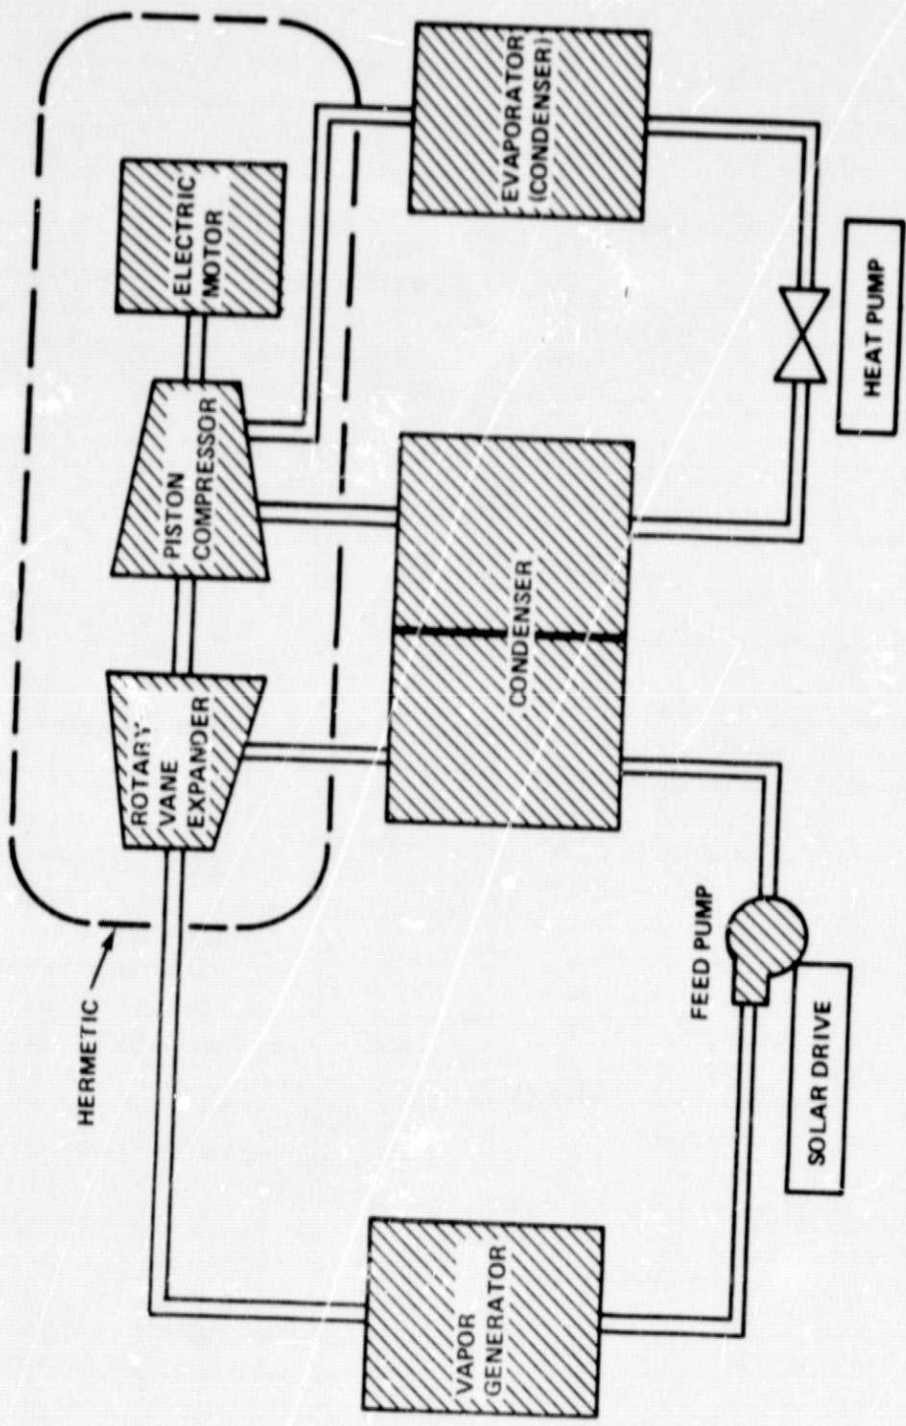 HERMETIC
ROTARY
VANE
EXPANDER
PISTON
COMPRESSOR
ELECTRIC
MOTOR
VAPOR
GENERATOR
CONDENSER
EVAPORATOR
(CONDENSER)
FEED PUMP
SOLAR DRIVE
HEAT PUMP